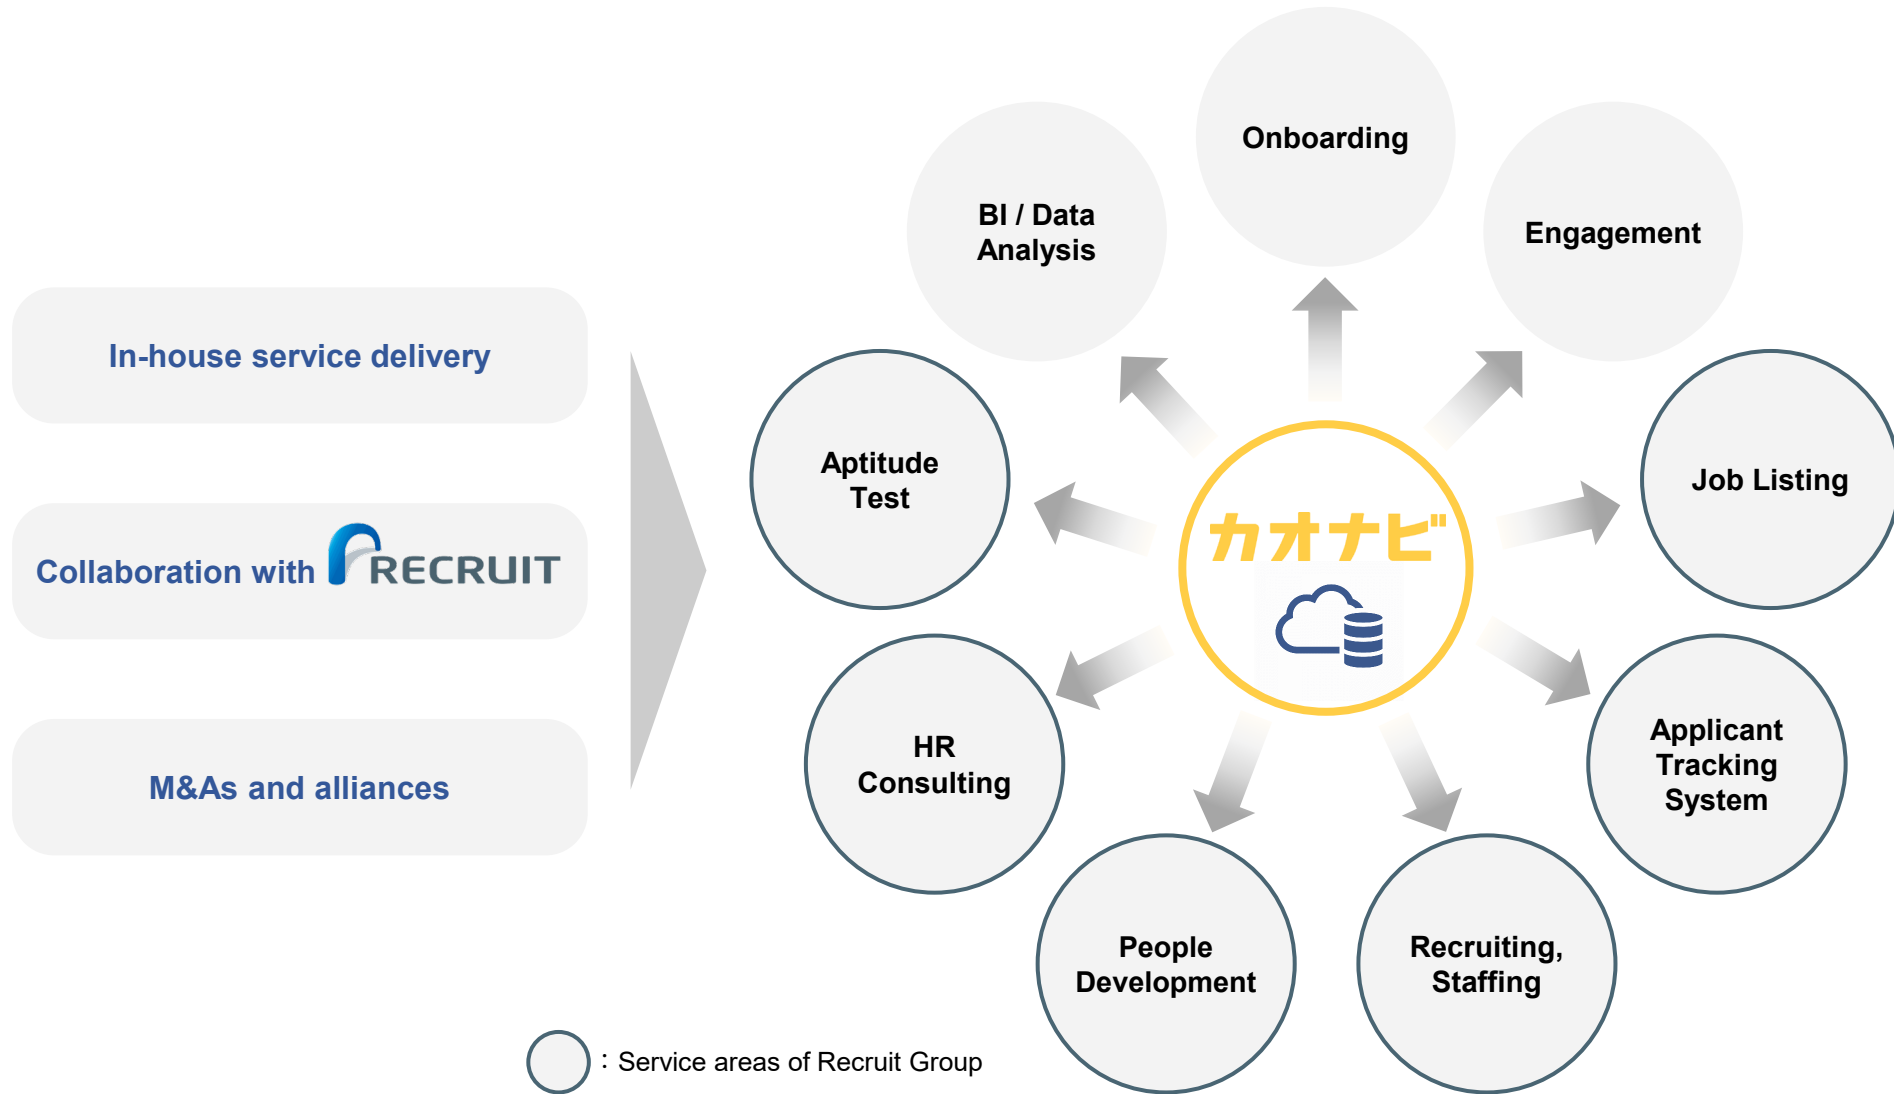 In-house service delivery
Collaboration with RECRUIT
M&As and alliances
Onboarding
BI / Data
Analysis
Engagement
Aptitude
Test
Job Listing
カオナビ
HR
Consulting
Applicant
Tracking
System
People
Development
Recruiting,
Staffing
: Service areas of Recruit Group